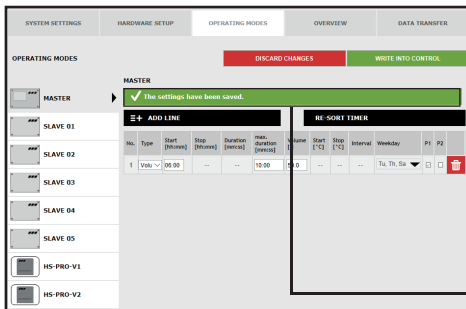 SYSTEM SETTINGS HARDWARE SETUP OPERATING MODES OVERVIEW DATA TRANSFER
OPERATING MODES DISCARD CHANGES WRITE INTO CONTROL
MASTER
MASTER
The settings have been saved.
SLAVE 01
ADD LINE RE-SORT TIMER
SLAVE 02
No. Type Start [hh:mm] Stop [hh:mm] Duration [mm:ss] max. duration [mm:ss] Start [°C] Stop [°C] Interval Weekday P1 P2
1 Volu 06:00 -- -- 10:00 -- -- -- Tu, Th, Sa
SLAVE 03
SLAVE 04
SLAVE 05
HS-PRO-V1
HS-PRO-V2